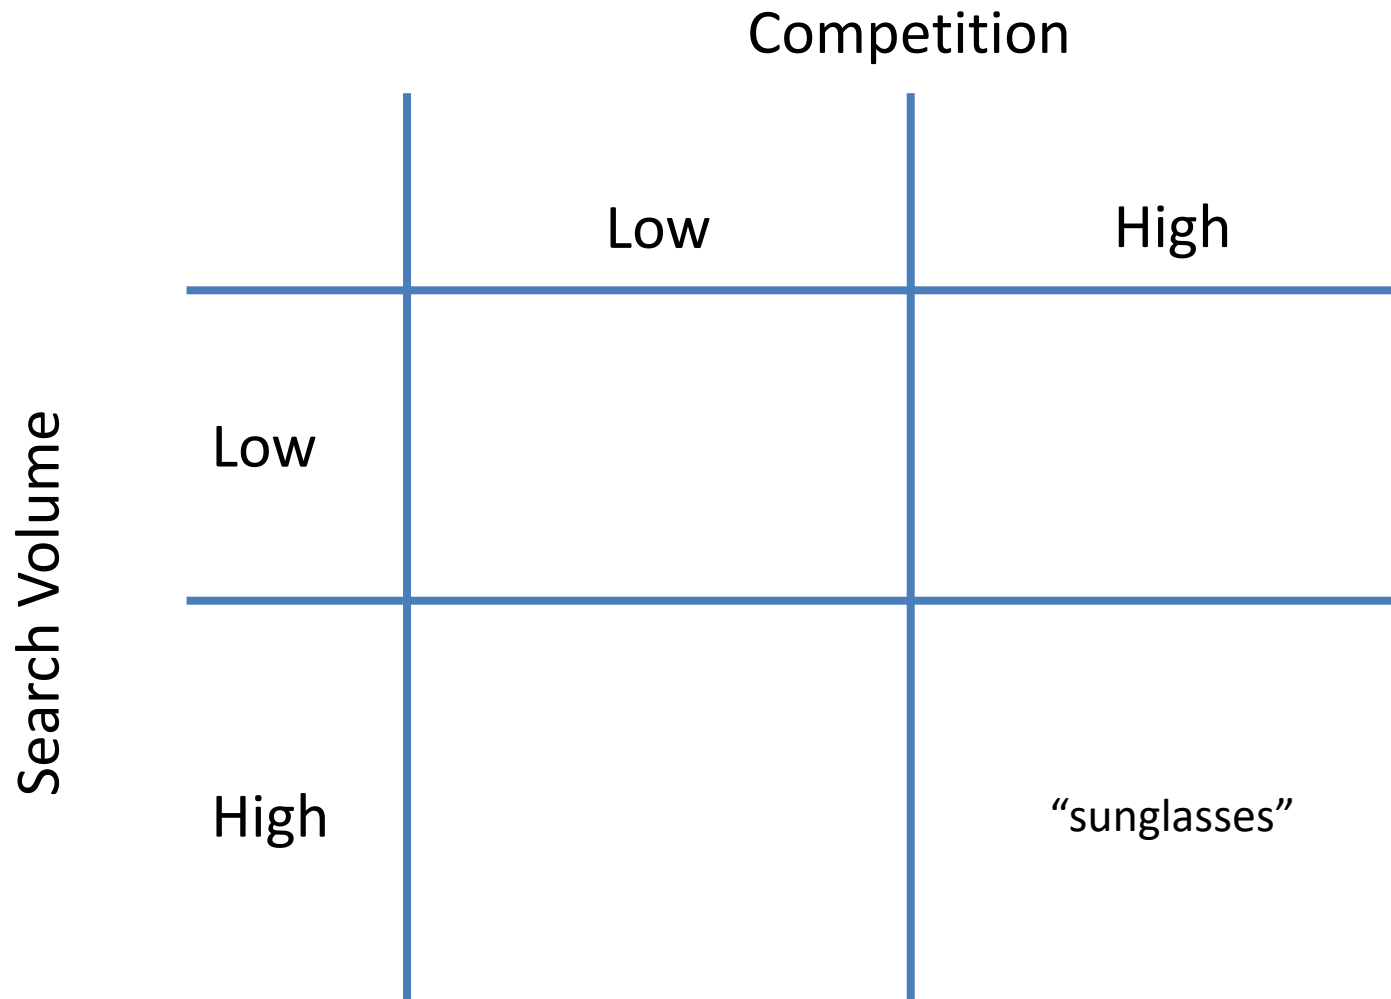 Competition
Low
High
Search Volume
Low
High
“sunglasses”